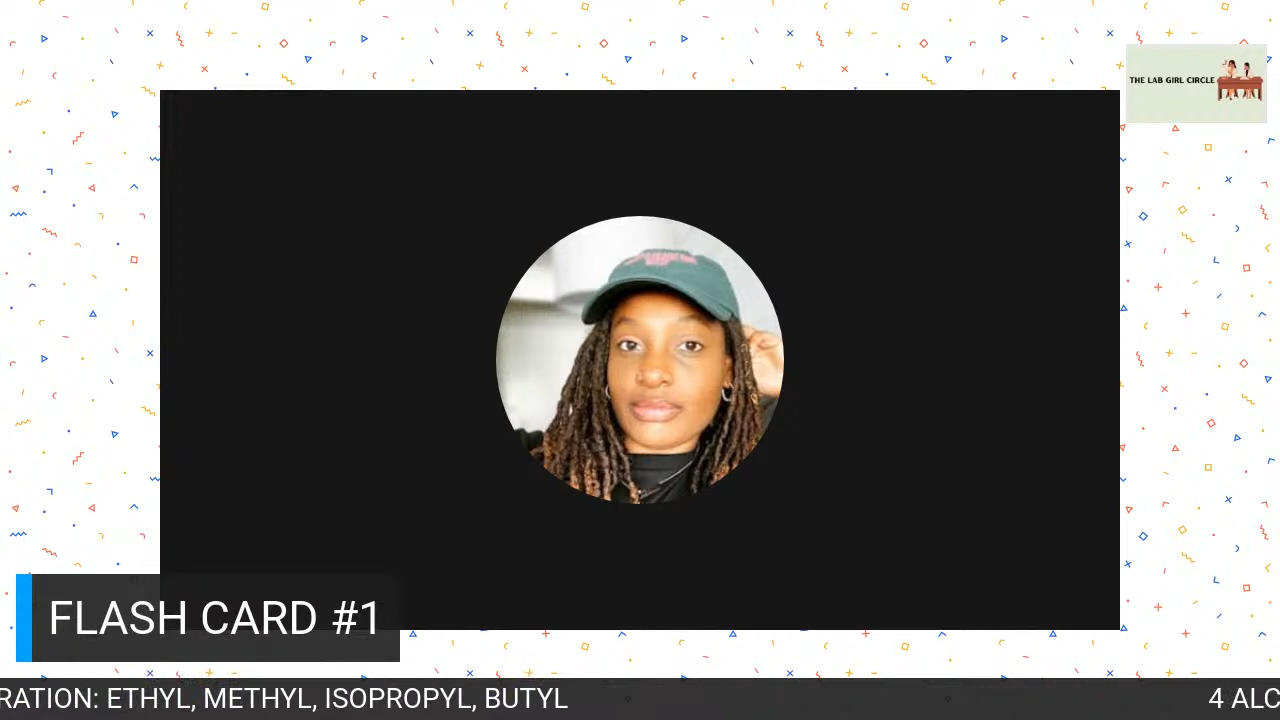 THE LAB GIRL CIRCLE
FLASH CARD #1
RATION: ETHYL, METHYL, ISOPROPYL, BUTYL
4 ALC